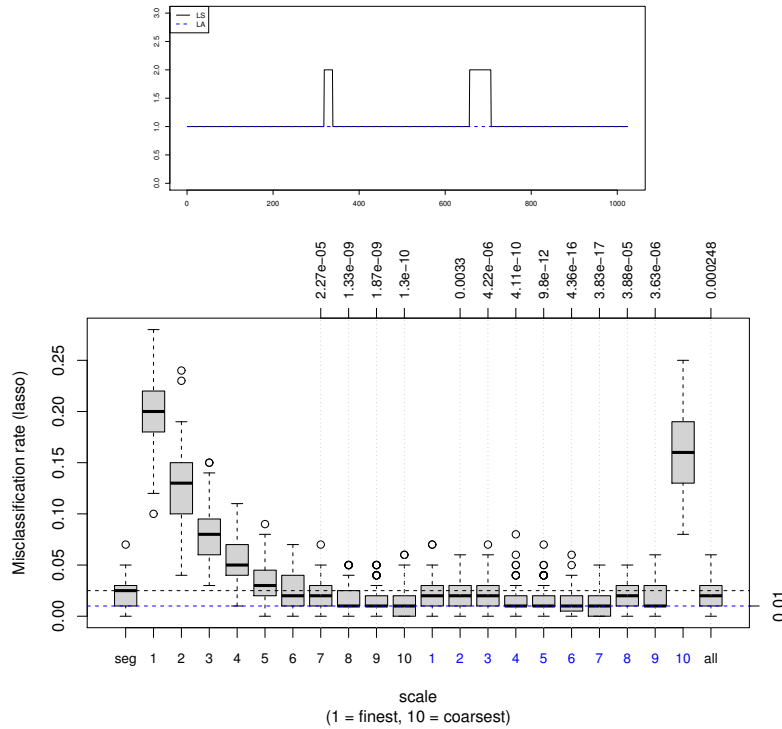 LS
LA
3.0
2.5
2.0
1.5
1.0
0.5
0.0
0 200 400 600 800 1000
2.27e−05 1.33e−09 1.87e−09 1.3e−10 0.0033 4.22e−06 4.11e−10 9.8e−12 4.36e−16 3.83e−17 3.88e−05 3.63e−06 0.000248
Misclassification rate (lasso)
0.25
0.20
0.15
0.10
0.05
0.00
0.01
seg 1 2 3 4 5 6 7 8 9 10 1 2 3 4 5 6 7 8 9 10 all
scale
(1 = finest, 10 = coarsest)